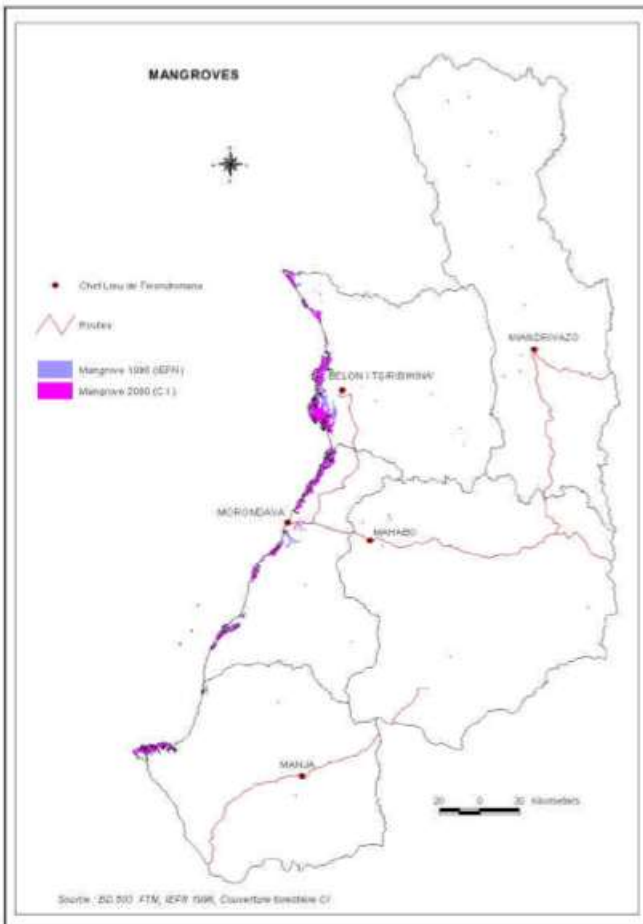 MANGROVES
Chef Lieu de
Routes
Mangrove 1996 (IEFN)
Mangrove 2000 (C.I.)
MIANDRIVAZO
BELON I TSIRIBIHINA
MORONDAVA
MAHABO
MANJA
20 0 20 Kilometers
Source : BD 500 FTM, IEFN 1996, Couverture forestière CI